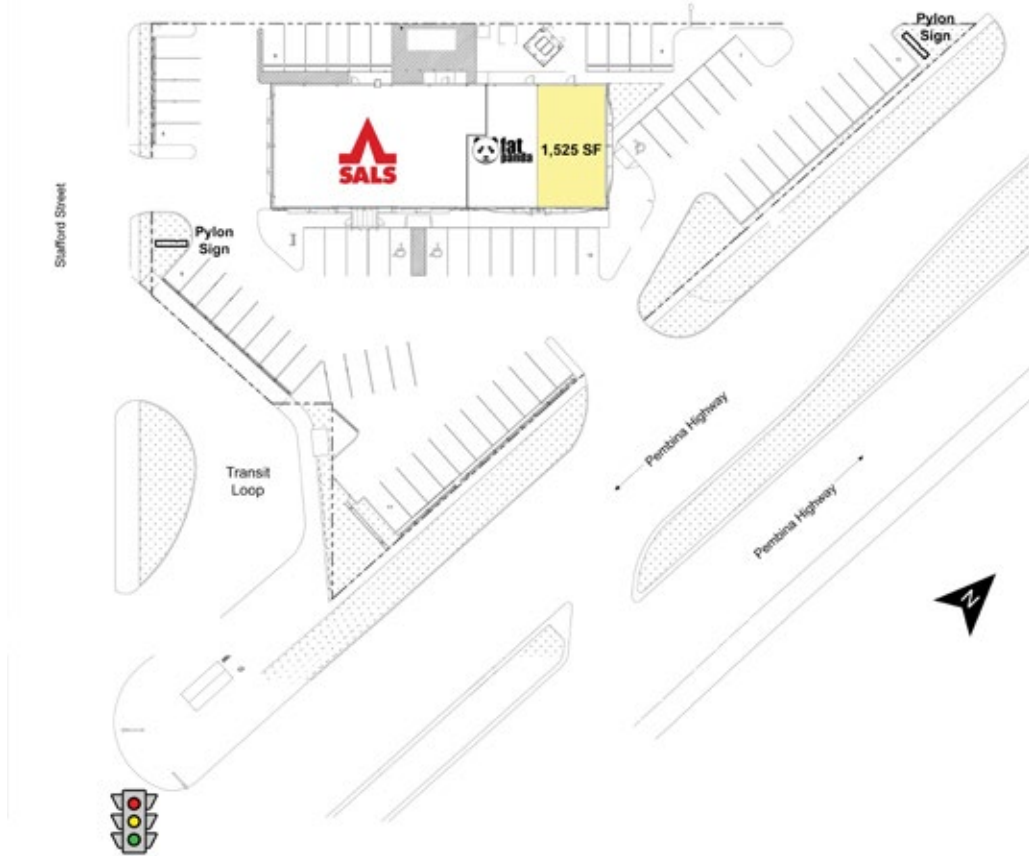 Pylon
Sign
SALS
fat
panda
1,525 SF
Stafford Street
Pylon
Sign
Pembina Highway
Transit
Loop
Pembina Highway
N